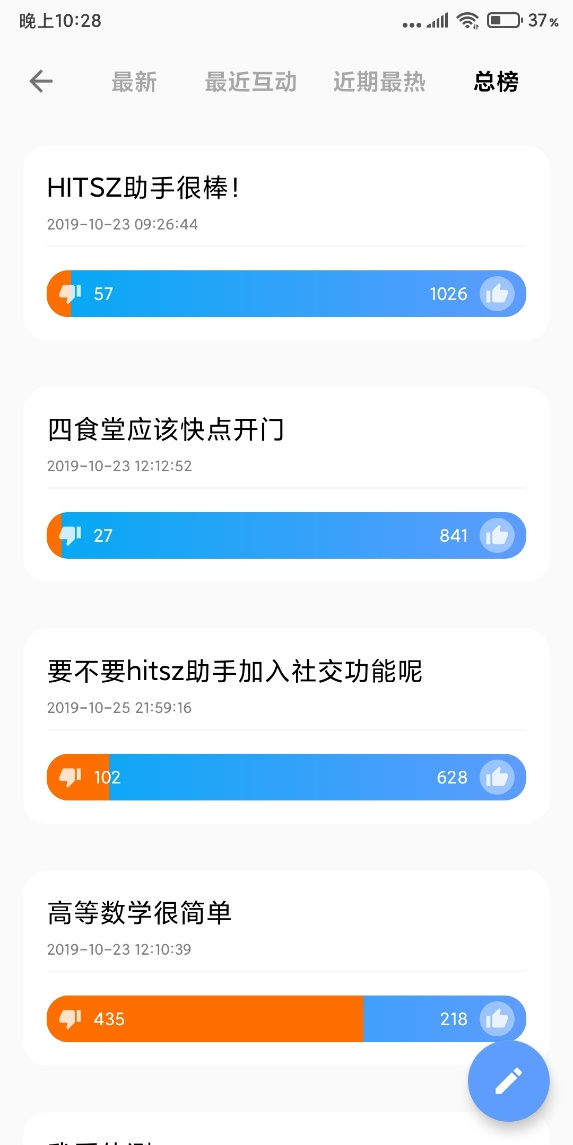 晚上10:28
37%
最新 最近互动 近期最热 总榜
HITSZ助手很棒！
2019-10-23 09:26:44
57 1026
四食堂应该快点开门
2019-10-23 12:12:52
27 841
要不要hitsz助手加入社交功能呢
2019-10-25 21:59:16
102 628
高等数学很简单
2019-10-23 12:10:39
435 218